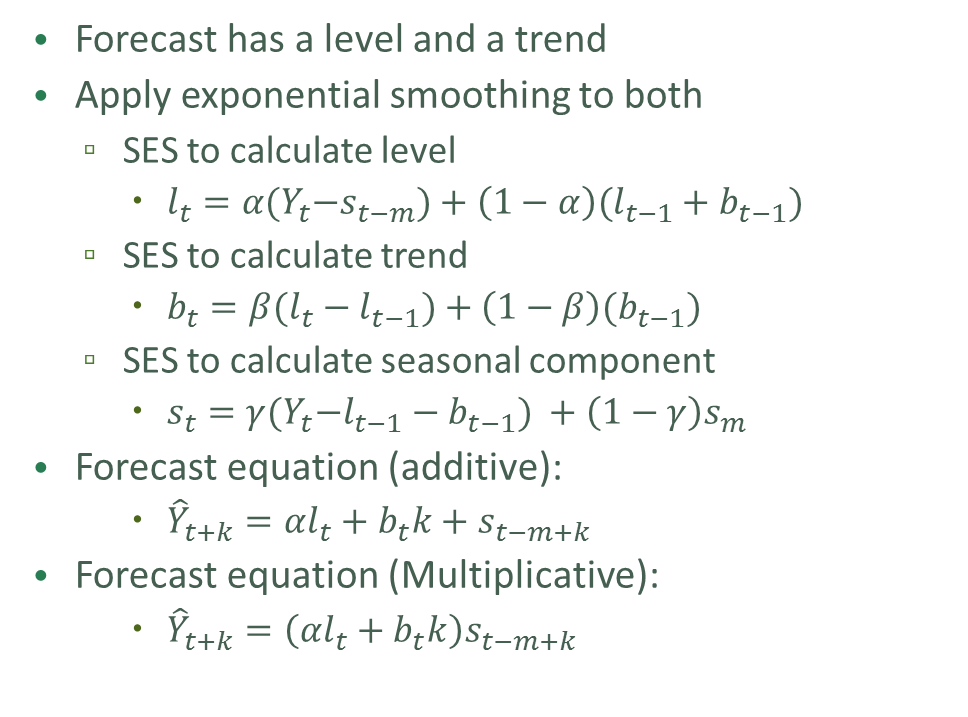 • Forecast has a level and a trend
• Apply exponential smoothing to both
▫ SES to calculate level
• $l_t = \alpha(Y_t - s_{t-m}) + (1 - \alpha)(l_{t-1} + b_{t-1})$
▫ SES to calculate trend
• $b_t = \beta(l_t - l_{t-1}) + (1 - \beta)(b_{t-1})$
▫ SES to calculate seasonal component
• $s_t = \gamma(Y_t - l_{t-1} - b_{t-1}) + (1 - \gamma)s_m$
• Forecast equation (additive):
• $\hat{Y}_{t+k} = \alpha l_t + b_t k + s_{t-m+k}$
• Forecast equation (Multiplicative):
• $\hat{Y}_{t+k} = (\alpha l_t + b_t k)s_{t-m+k}$